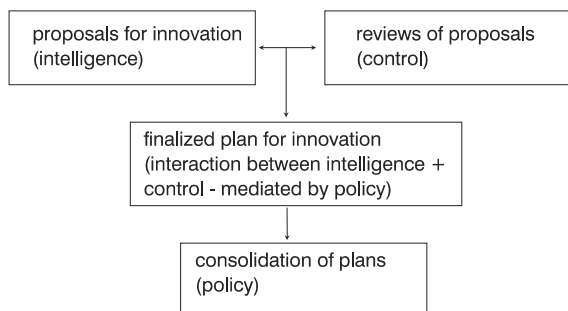 proposals for innovation
(intelligence)
reviews of proposals
(control)
finalized plan for innovation
(interaction between intelligence +
control - mediated by policy)
consolidation of plans
(policy)